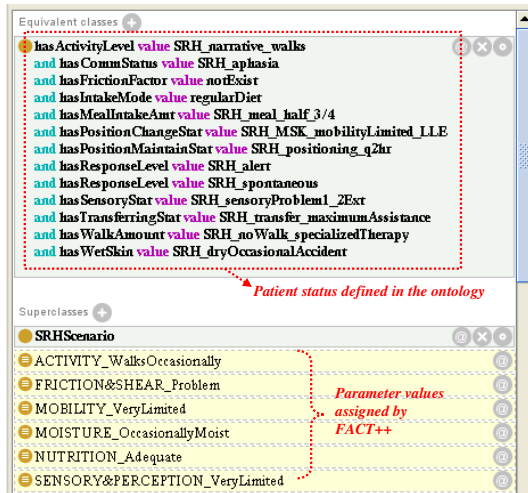 Equivalent classes
hasActivityLevel value SRH_narrative_walks
and hasCommStatus value SRH_aphasia
and hasFrictionFactor value notExist
and hasIntakeMode value regularDiet
and hasMealIntakeAmt value SRH_meal_half_3/4
and hasPositionChangeStat value SRH_MSK_mobilityLimited_LLE
and hasPositionMaintainStat value SRH_positioning_q2hr
and hasResponseLevel value SRH_alert
and hasResponseLevel value SRH_spontaneous
and hasSensoryStat value SRH_sensoryProblem1_2Ext
and hasTransferringStat value SRH_transfer_maximumAssistance
and hasWalkAmount value SRH_noWalk_specializedTherapy
and hasWetSkin value SRH_dryOccasionalAccident
Patient status defined in the ontology
Superclasses
SRHScenario
ACTIVITY_WalksOccasionally
FRICTION&SHEAR_Problem
MOBILITY_VeryLimited
MOISTURE_OccasionallyMoist
NUTRITION_Adequate
SENSORY&PERCEPTION_VeryLimited
Parameter values
assigned by
FACT++